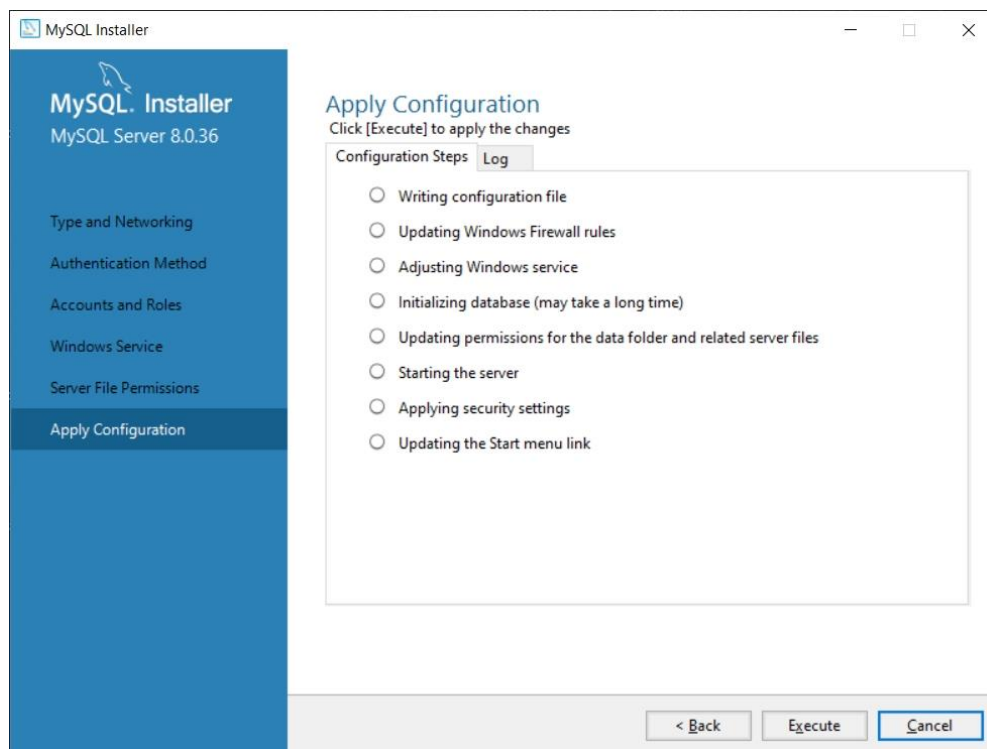 MySQL Installer
MySQL. Installer
MySQL Server 8.0.36
Type and Networking
Authentication Method
Accounts and Roles
Windows Service
Server File Permissions
Apply Configuration
Apply Configuration
Click [Execute] to apply the changes
Configuration Steps Log
Writing configuration file
Updating Windows Firewall rules
Adjusting Windows service
Initializing database (may take a long time)
Updating permissions for the data folder and related server files
Starting the server
Applying security settings
Updating the Start menu link
< Back Execute Cancel